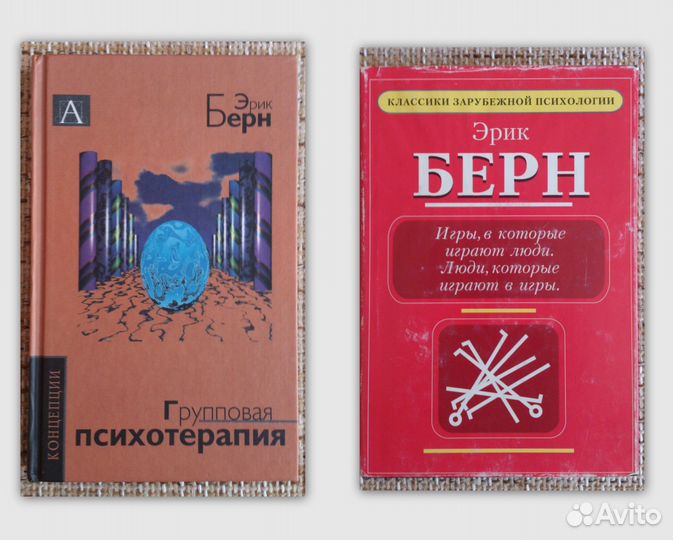 А
Эрик
Берн
Групповая
психотерапия
КОНЦЕПЦИИ
КЛАССИКИ ЗАРУБЕЖНОЙ ПСИХОЛОГИИ
Эрик
БЕРН
Игры, в которые
играют люди.
Люди, которые
играют в игры.
Avito